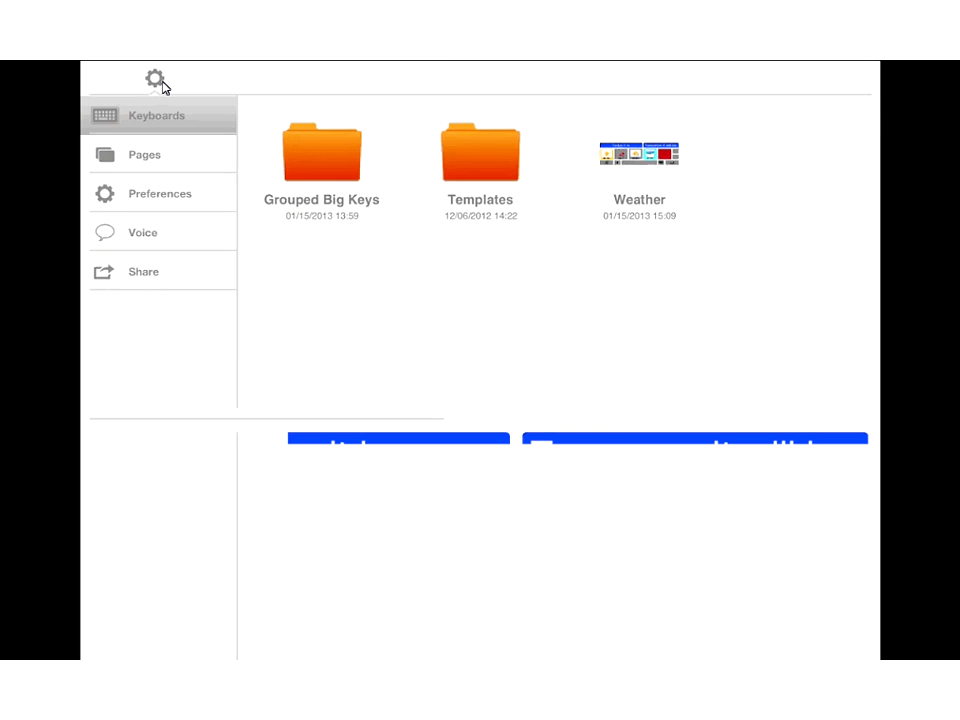 Keyboards
Pages
Preferences
Voice
Share
Grouped Big Keys
01/15/2013 13:59
Templates
12/06/2012 14:22
Weather
01/15/2013 15:09